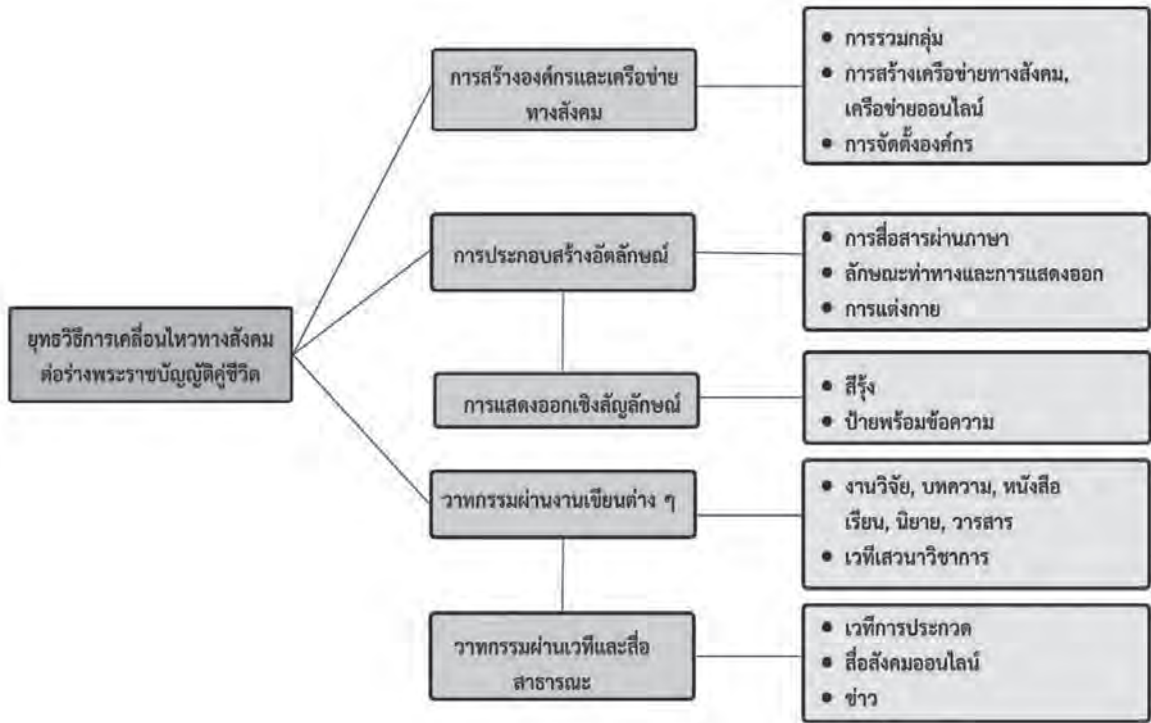 ยุทธวิธีการเคลื่อนไหวทางสังคม
ต่อร่างพระราชบัญญัติคู่ชีวิต
การสร้างองค์กรและเครือข่าย
ทางสังคม
● การรวมกลุ่ม
● การสร้างเครือข่ายทางสังคม,
เครือข่ายออนไลน์
● การจัดตั้งองค์กร
การประกอบสร้างอัตลักษณ์
● การสื่อสารผ่านภาษา
● ลักษณะท่าทางและการแสดงออก
● การแต่งกาย
การแสดงออกเชิงสัญลักษณ์
● สีรุ้ง
● ป้ายพร้อมข้อความ
วาทกรรมผ่านงานเขียนต่าง ๆ
● งานวิจัย, บทความ, หนังสือ
เรียน, นิยาย, วารสาร
● เวทีเสวนาวิชาการ
วาทกรรมผ่านเวทีและสื่อ
สาธารณะ
● เวทีการประกวด
● สื่อสังคมออนไลน์
● ข่าว